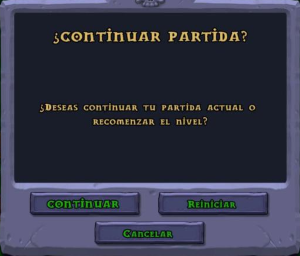 ¿CONTINUAR PARTIDA?
¿DESEAS CONTINUAR TU PARTIDA ACTUAL O
RECOMENZAR EL NIVEL?
CONTINUAR
REINICIAR
CANCELAR